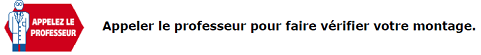 APPELEZ LE
PROFESSEUR
Appeler le professeur pour faire vérifier votre montage.